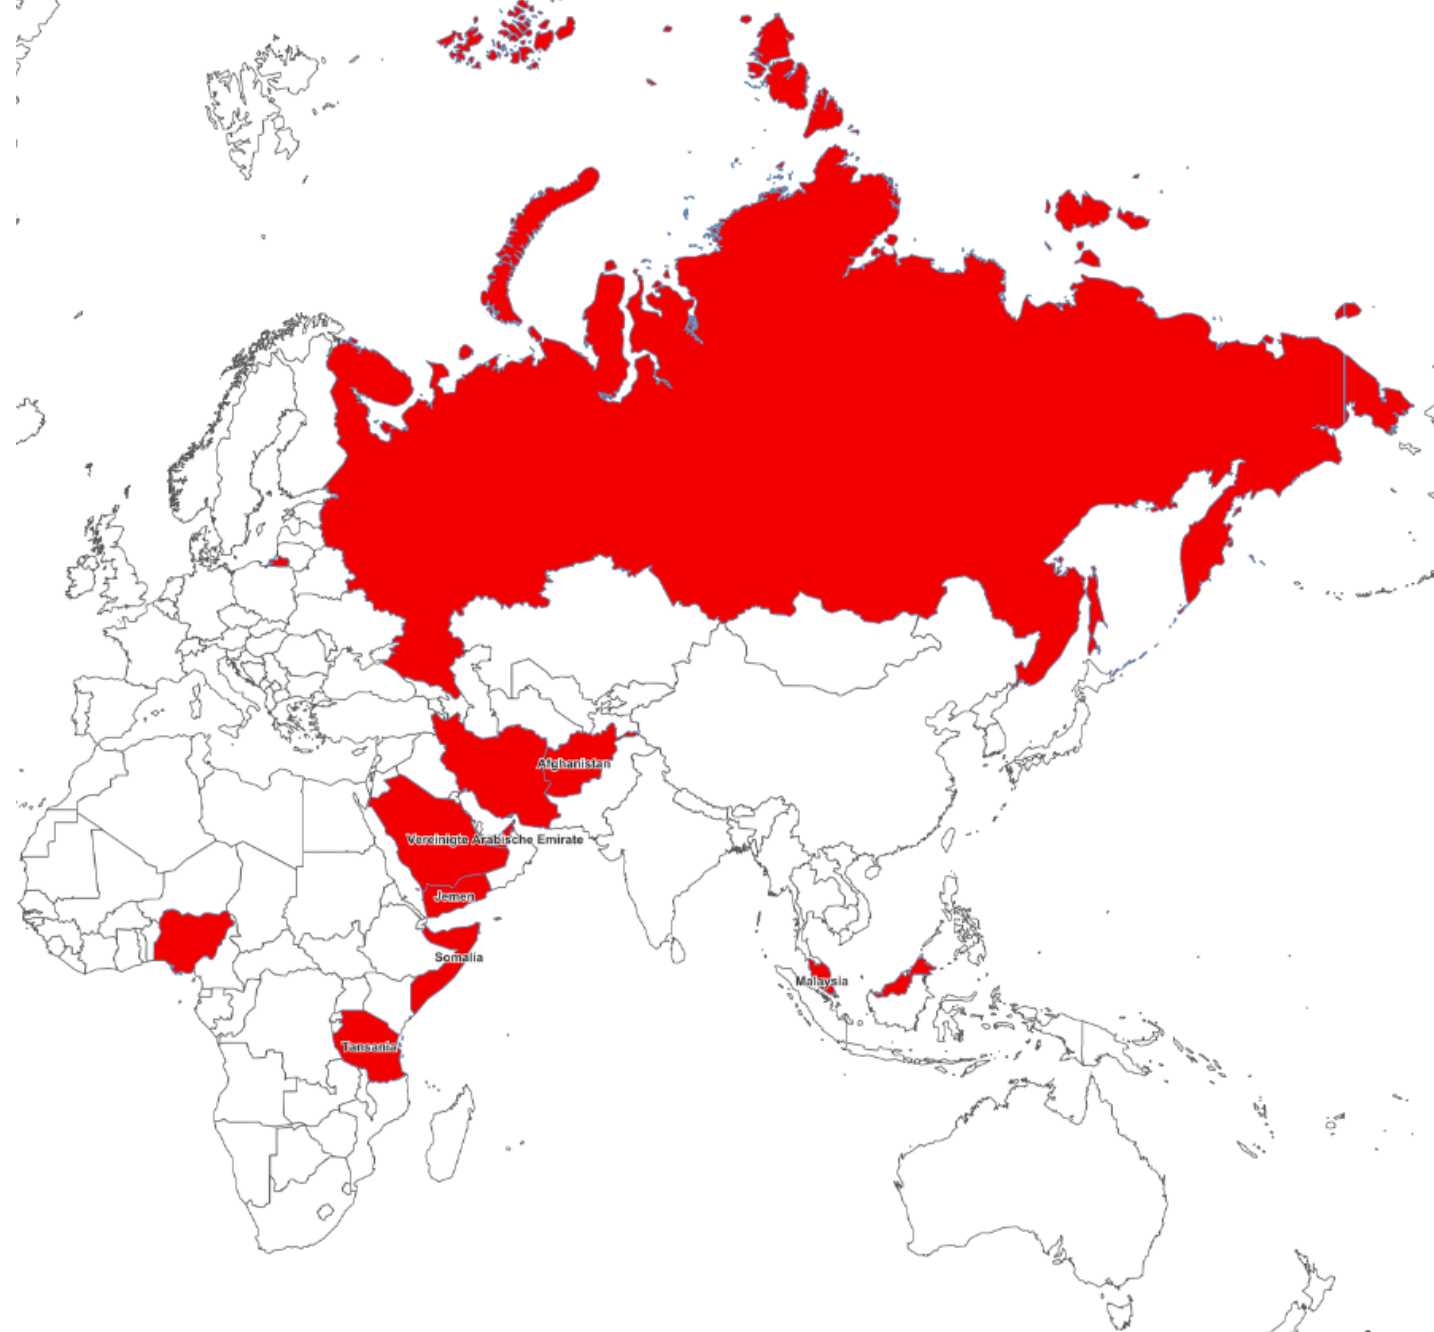 Afghanistan
Vereinigte Arabische Emirate
Jemen
Somalia
Malaysia
Tansania